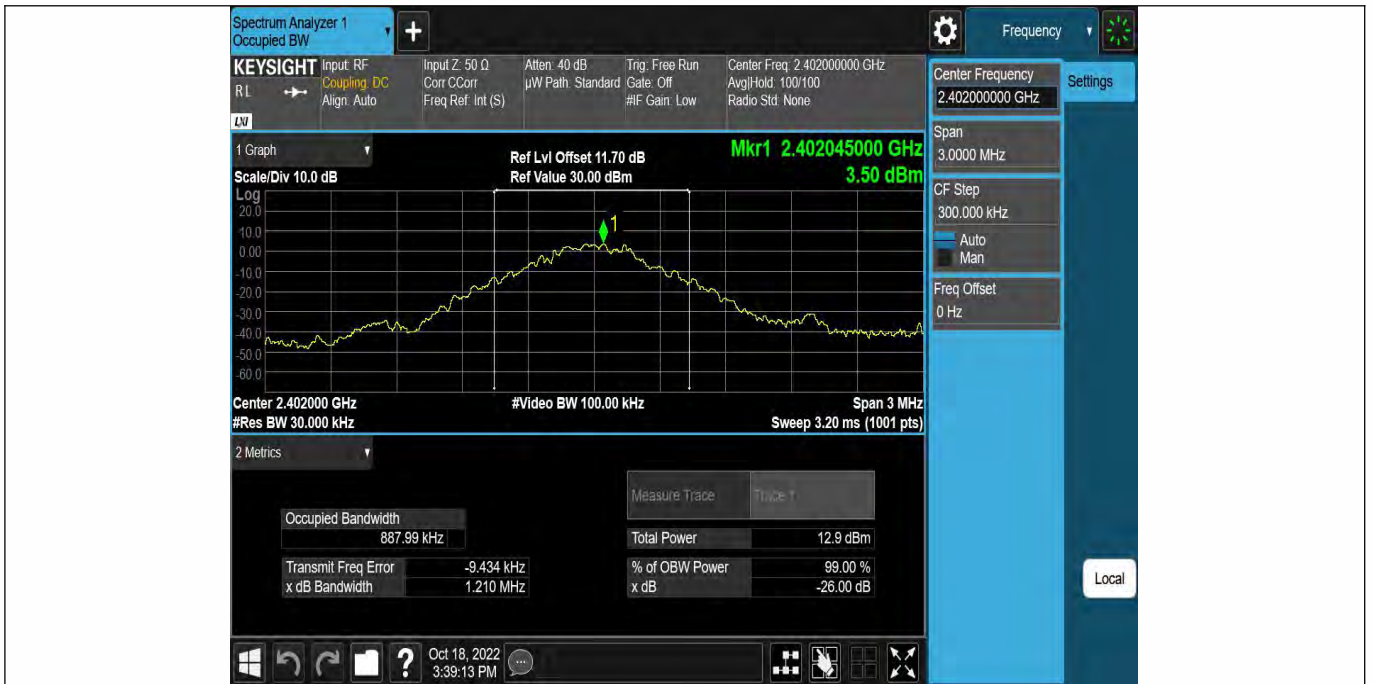 Spectrum Analyzer 1
Occupied BW
+
Frequency
KEYSIGHT
R L
LXI
Input: RF
Coupling: DC
Align: Auto
Input Z: 50 Ω
Corr CCorr
Freq Ref: Int (S)
Atten: 40 dB
µW Path: Standard
Trig: Free Run
Gate: Off
#IF Gain: Low
Center Freq: 2.402000000 GHz
Avg|Hold: 100/100
Radio Std: None
Center Frequency
2.402000000 GHz
Settings
Span
3.0000 MHz
CF Step
300.000 kHz
Auto
Man
Freq Offset
0 Hz
Local
1 Graph
Scale/Div 10.0 dB
Ref Lvl Offset 11.70 dB
Ref Value 30.00 dBm
Mkr1 2.402045000 GHz
3.50 dBm
Log
20.0
10.0
0.00
-10.0
-20.0
-30.0
-40.0
-50.0
-60.0
1
Center 2.402000 GHz
#Video BW 100.00 kHz
Span 3 MHz
#Res BW 30.000 kHz
Sweep 3.20 ms (1001 pts)
2 Metrics
Measure Trace
Trace 1
Occupied Bandwidth
887.99 kHz
Total Power 12.9 dBm
Transmit Freq Error -9.434 kHz
% of OBW Power 99.00 %
x dB Bandwidth 1.210 MHz
x dB -26.00 dB
?
Oct 18, 2022
3:39:13 PM